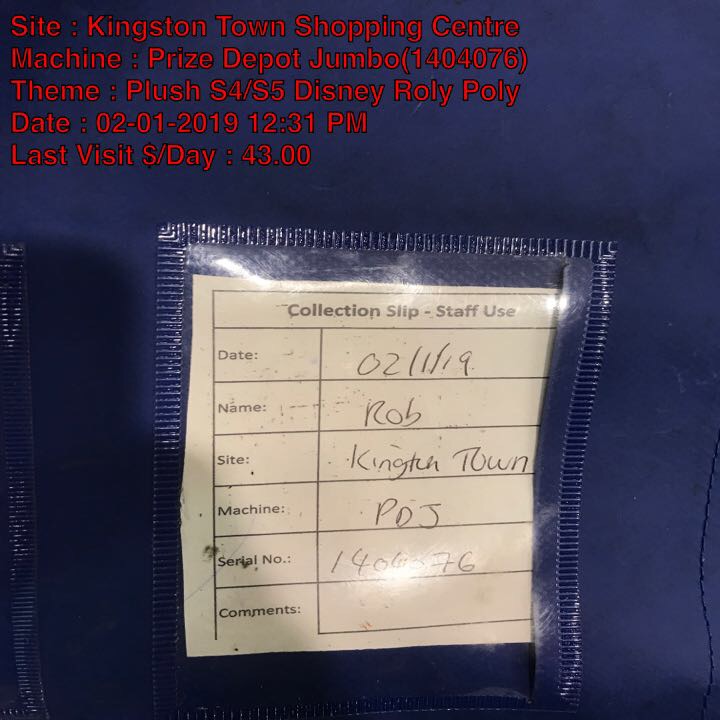 Site : Kingston Town Shopping Centre
Machine : Prize Depot Jumbo(1404076)
Theme : Plush S4/S5 Disney Roly Poly
Date : 02-01-2019 12:31 PM
Last Visit $/Day : 43.00
Collection Slip - Staff Use
Date: 02/1/19
Name: Rob
Site: Kington Town
Machine: PDJ
Serial No.: 1404076
Comments: